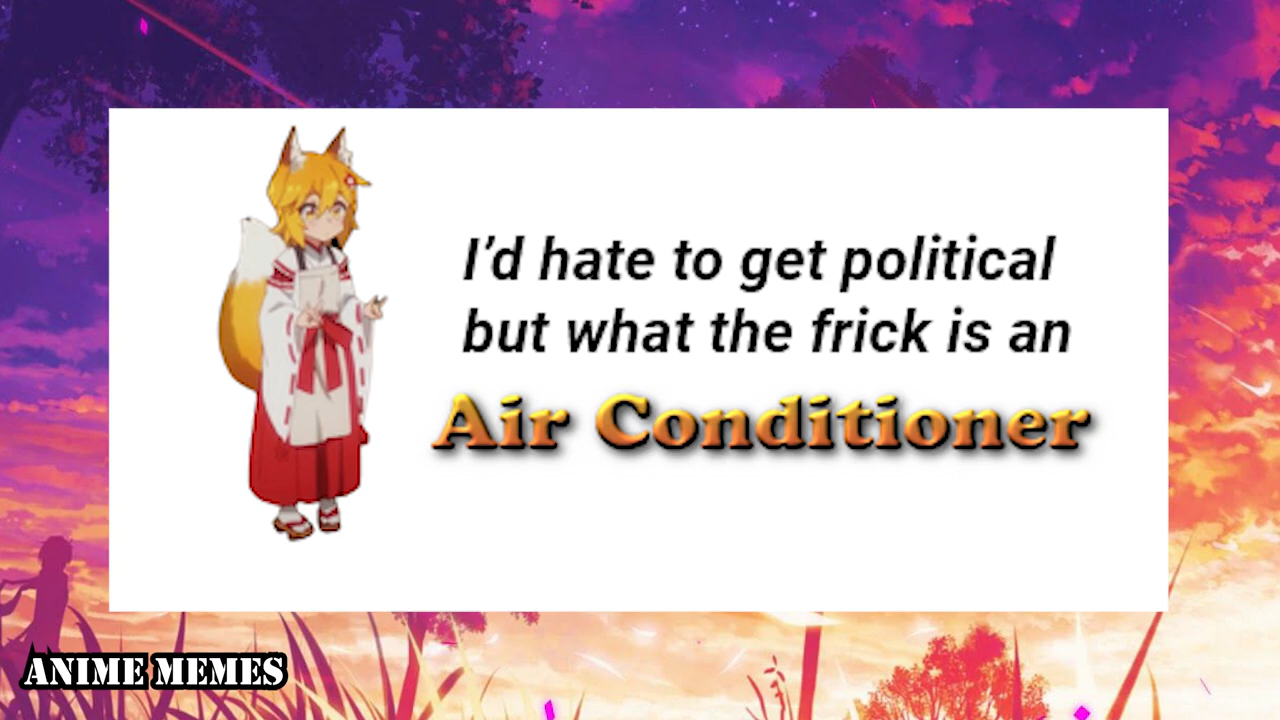 I’d hate to get political
but what the frick is an
Air Conditioner
ANIME MEMES